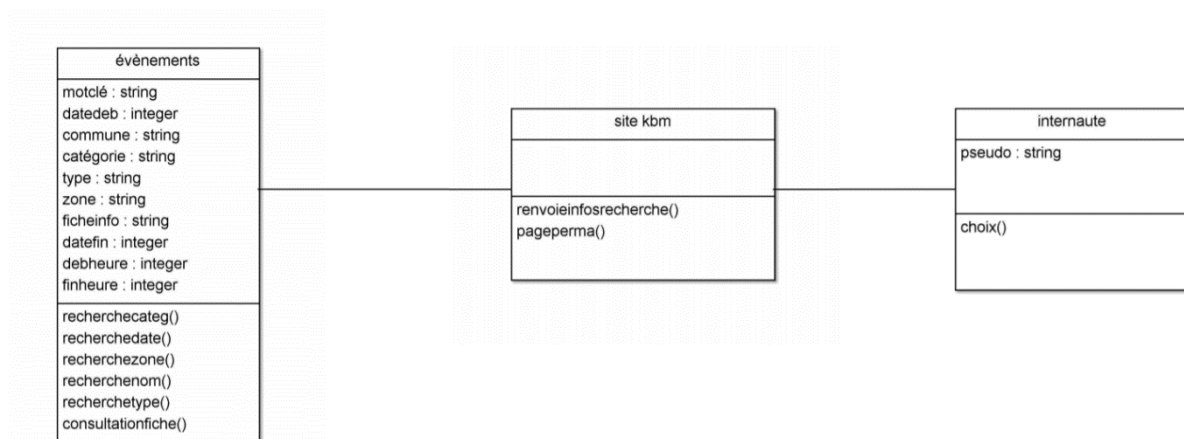 évènements
motclé : string
datedeb : integer
commune : string
catégorie : string
type : string
zone : string
ficheinfo : string
datefin : integer
debheure : integer
finheure : integer
recherchecateg()
recherchedate()
recherchezone()
recherchenom()
recherchetype()
consultationfiche()
site kbm
renvoieinfosrecherche()
pageperma()
internaute
pseudo : string
choix()